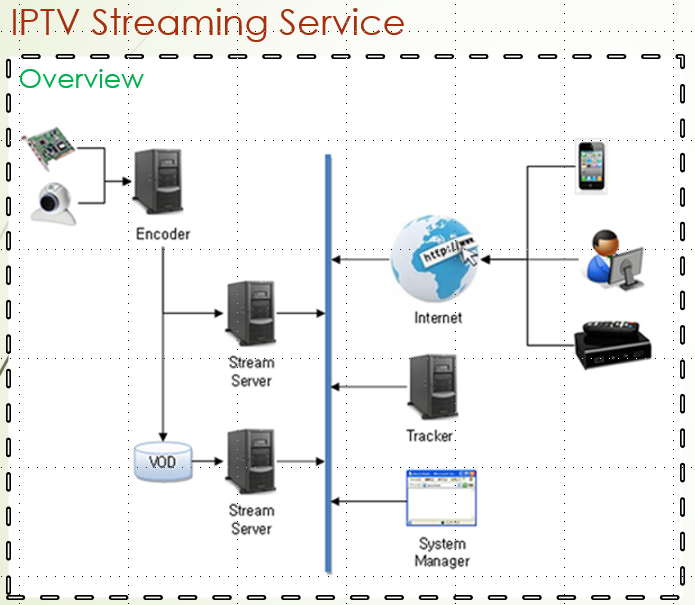 IPTV Streaming Service
Overview
Encoder
http://www
Internet
Stream
Server
Tracker
VOD
Stream
Server
System
Manager